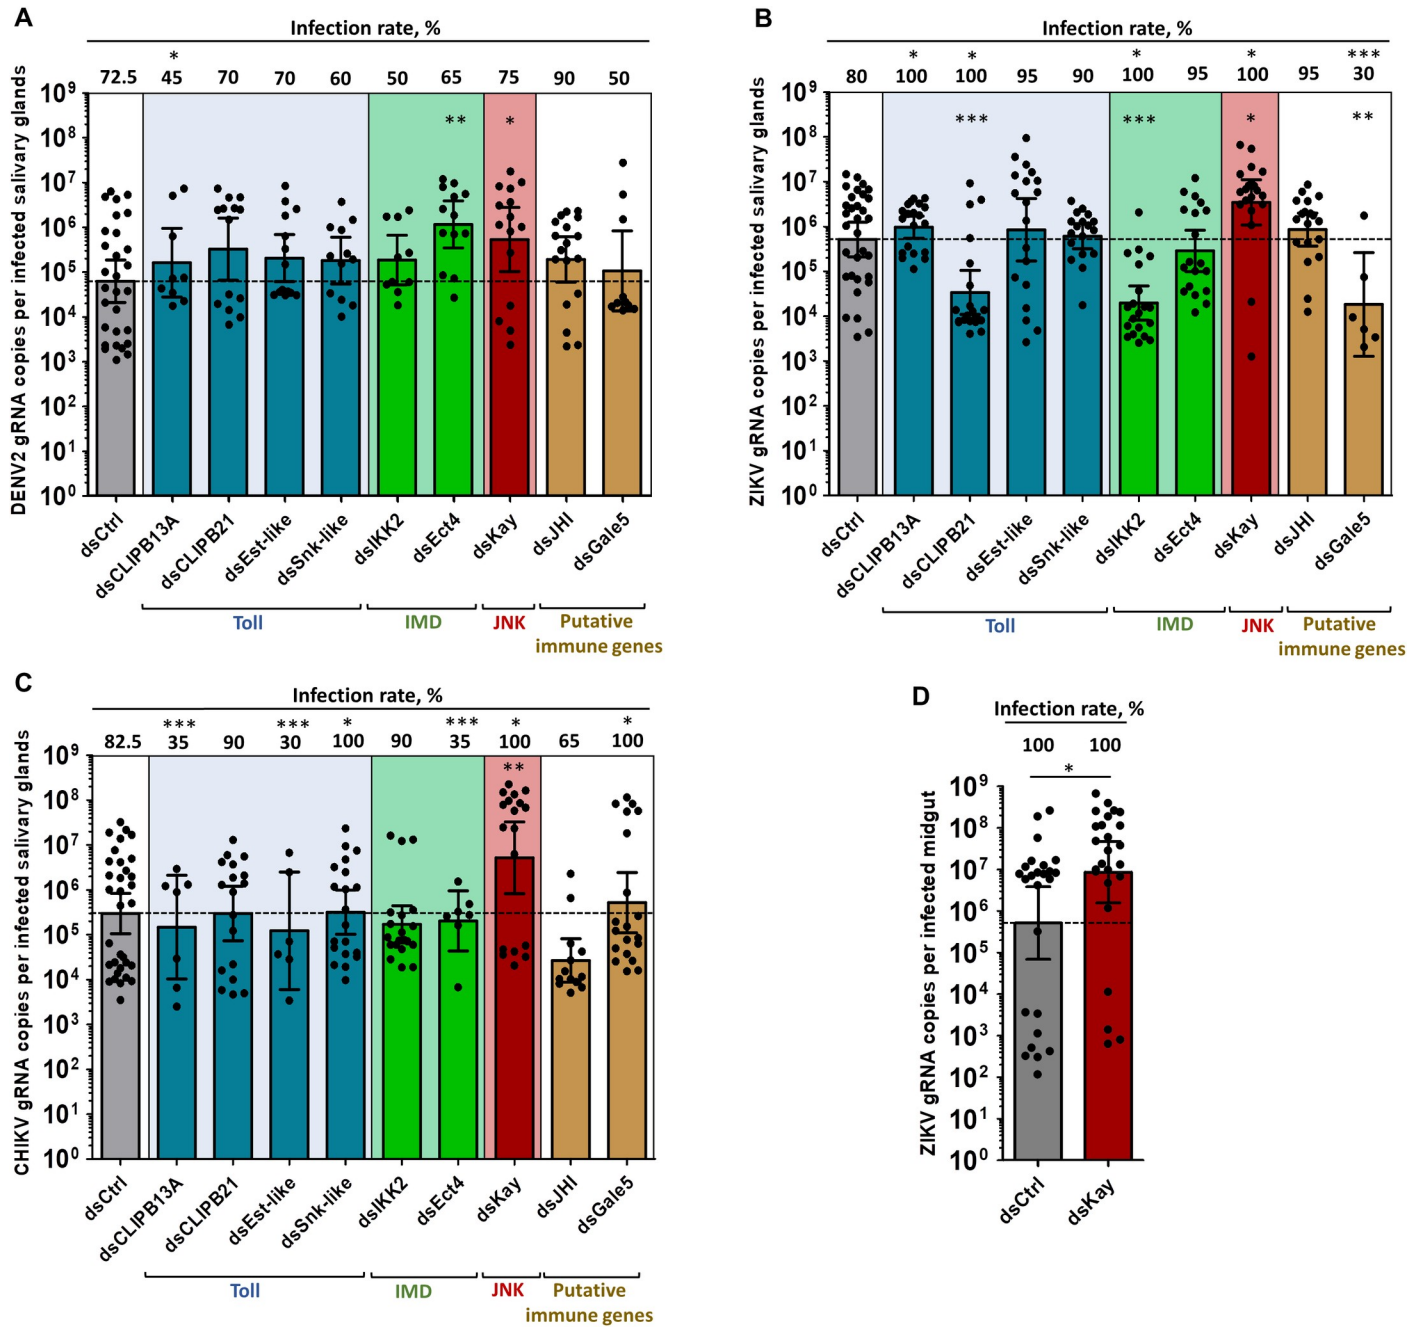 A
Infection rate, %
*
72.5 45 70 70 60 50 65 75 90 50
** *
DENV2 gRNA copies per infected salivary glands
10⁹
10⁸
10⁷
10⁶
10⁵
10⁴
10³
10²
10¹
10⁰
dsCtrl
dsCLIPB13A
dsCLIPB21
dsEst-like
dsSnk-like
dsIKK2
dsEct4
dsKay
dsJHI
dsGale5
Toll IMD JNK Putative
immune genes
B
Infection rate, %
* * * * ***
80 100 100 95 90 100 95 100 95 30
*** *** * **
ZIKV gRNA copies per infected salivary glands
10⁹
10⁸
10⁷
10⁶
10⁵
10⁴
10³
10²
10¹
10⁰
dsCtrl
dsCLIPB13A
dsCLIPB21
dsEst-like
dsSnk-like
dsIKK2
dsEct4
dsKay
dsJHI
dsGale5
Toll IMD JNK Putative
immune genes
C
Infection rate, %
*** *** * *** * *
82.5 35 90 30 100 90 35 100 65 100
**
CHIKV gRNA copies per infected salivary glands
10⁹
10⁸
10⁷
10⁶
10⁵
10⁴
10³
10²
10¹
10⁰
dsCtrl
dsCLIPB13A
dsCLIPB21
dsEst-like
dsSnk-like
dsIKK2
dsEct4
dsKay
dsJHI
dsGale5
Toll IMD JNK Putative
immune genes
D
Infection rate, %
100 100
*
ZIKV gRNA copies per infected midgut
10⁹
10⁸
10⁷
10⁶
10⁵
10⁴
10³
10²
10¹
10⁰
dsCtrl
dsKay